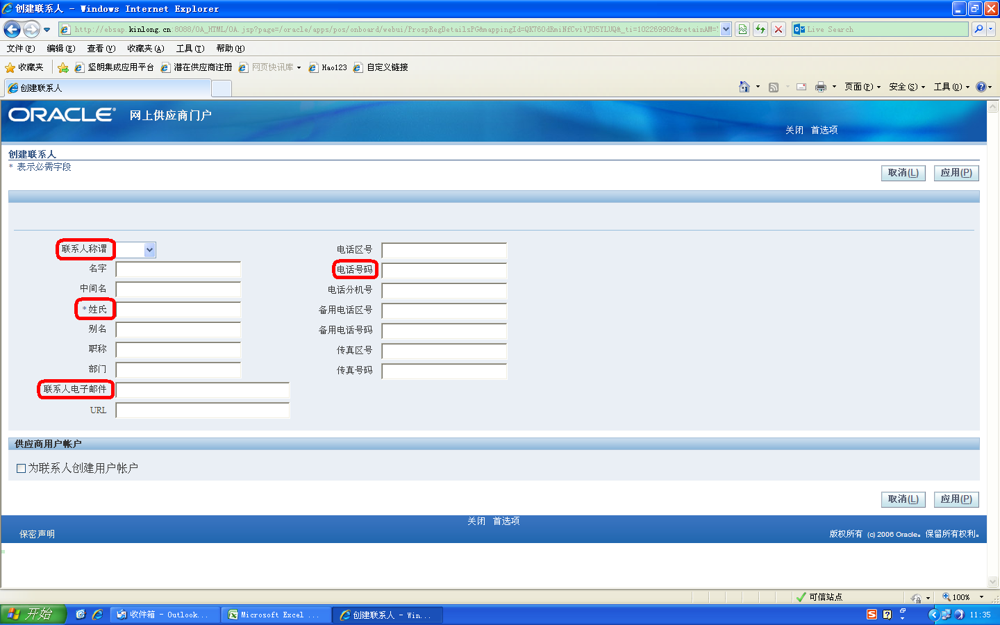 创建联系人 - Windows Internet Explorer
http://ebsap.kinlong.cn:8088/OA_HTML/OA.jsp?page=/oracle/apps/pos/onboard/webui/ProspRegDetailsPG&mappingId=QK76OdRmiNfCviVJ05YLUQ&_ti=102269902&retainAM=
Live Search
文件(F) 编辑(E) 查看(V) 收藏夹(A) 工具(T) 帮助(H)
收藏夹 坚朗集成应用平台 潜在供应商注册 网页快讯库 Hao123 自定义链接
创建联系人
页面(P) 安全(S) 工具(O)
ORACLE® 网上供应商门户
关闭 首选项
创建联系人
* 表示必需字段
取消(L) 应用(P)
联系人称谓 电话区号
名字 电话号码
中间名 电话分机号
* 姓氏 备用电话区号
别名 备用电话号码
职称 传真区号
部门 传真号码
联系人电子邮件
URL
供应商用户帐户
为联系人创建用户帐户
取消(L) 应用(P)
关闭 首选项
保密声明
版权所有 (c) 2006 Oracle。保留所有权利。
可信站点
100%
开始 收件箱 - Outlook... Microsoft Excel ... 创建联系人 - Win...
11:35